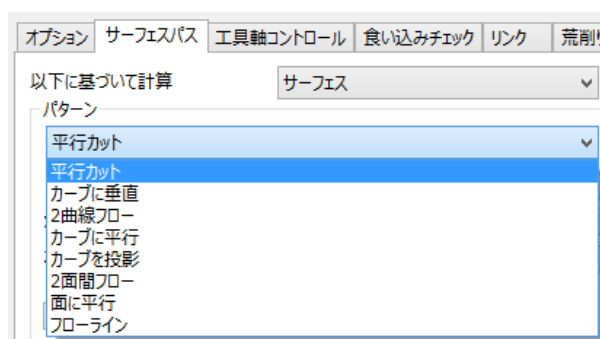 オプション サーフェスパス 工具軸コントロール 食い込みチェック リンク 荒削り
以下に基づいて計算 サーフェス
パターン
平行カット
平行カット
カーブに垂直
2曲線フロー
カーブに平行
カーブを投影
2面間フロー
面に平行
フローライン